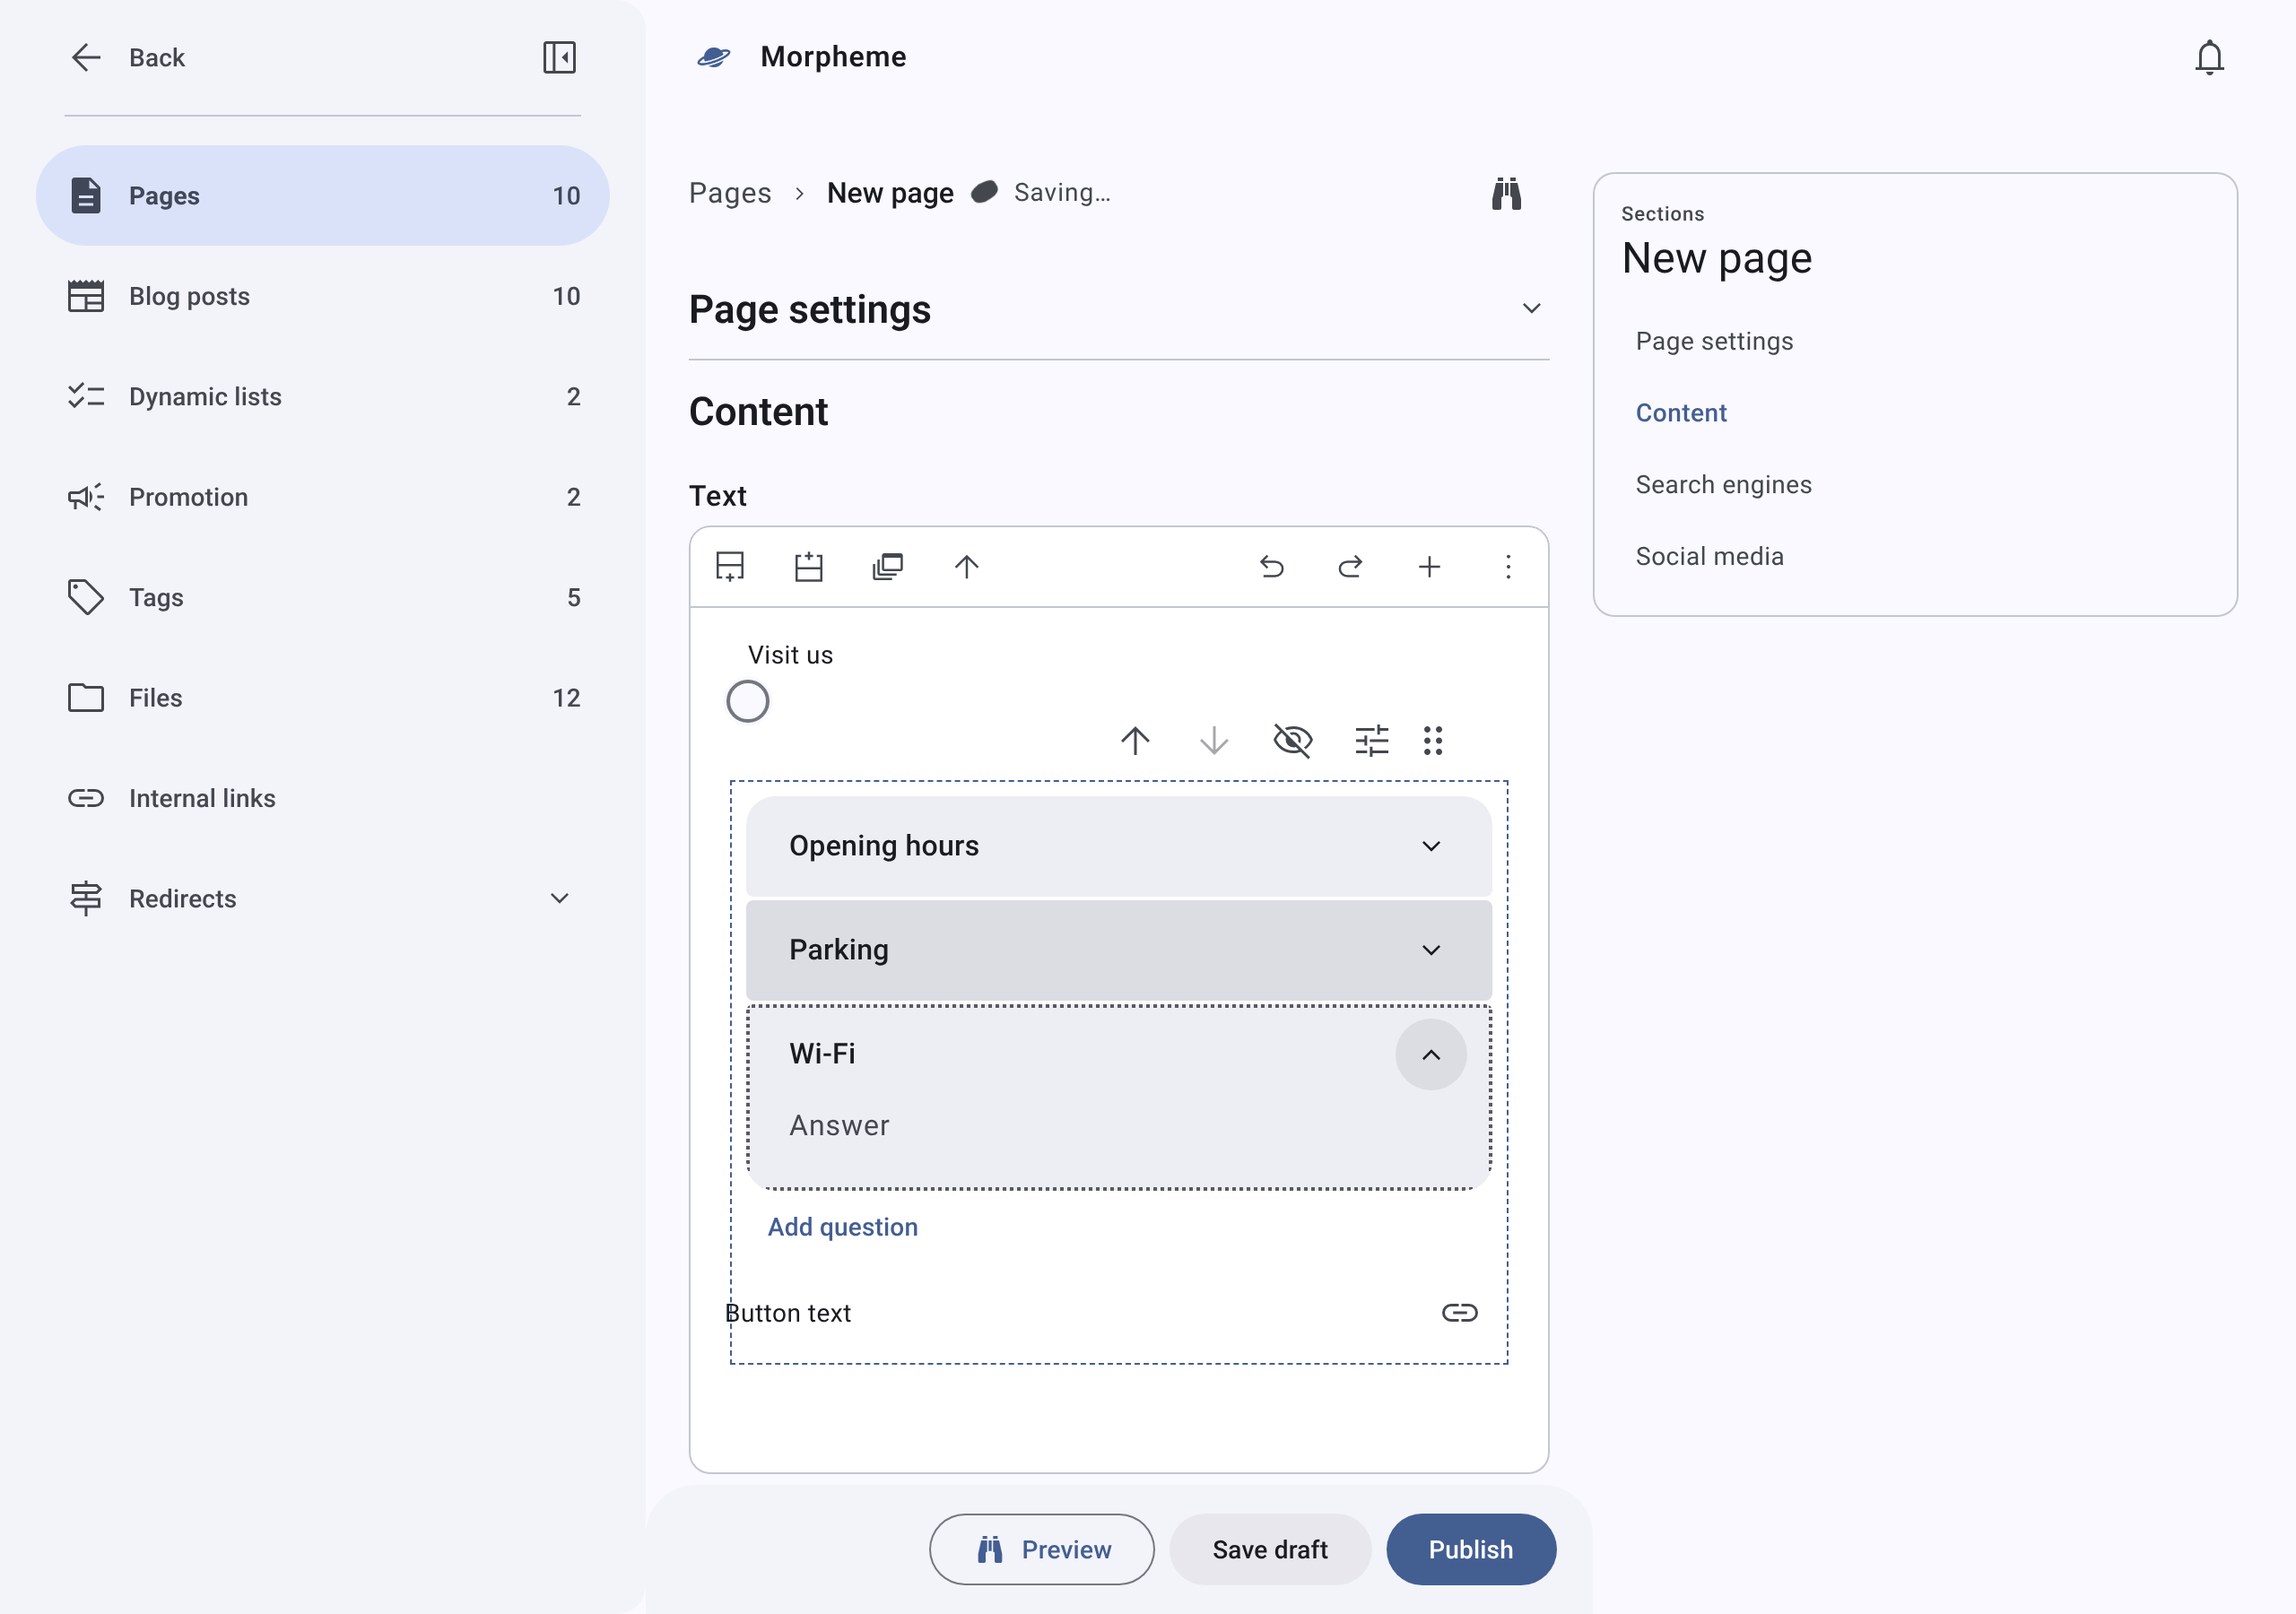 Back
Morpheme
Pages 10
Blog posts 10
Dynamic lists 2
Promotion 2
Tags 5
Files 12
Internal links
Redirects
Pages > New page Saving...
Page settings
Content
Text
Visit us
Opening hours
Parking
Wi-Fi
Answer
Add question
Button text
Preview
Save draft
Publish
Sections
New page
Page settings
Content
Search engines
Social media